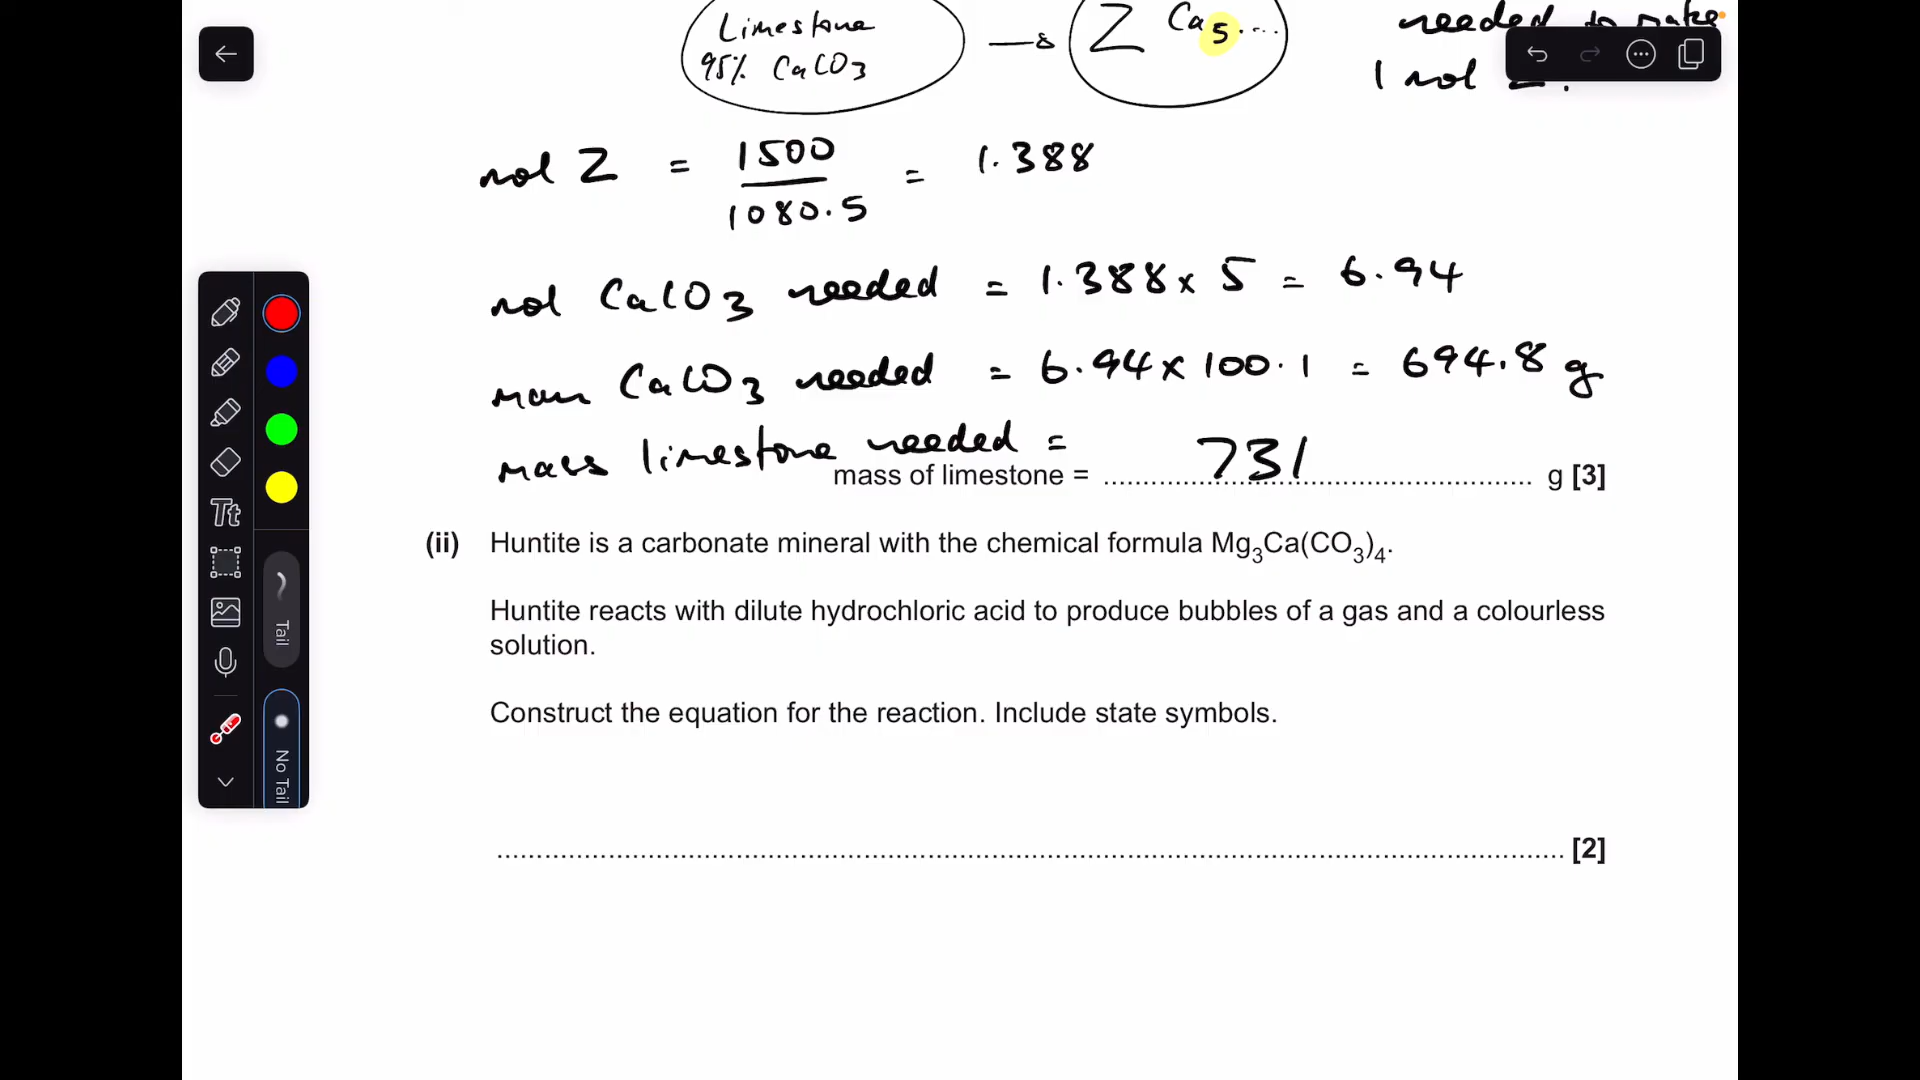 Limestone
95% CaCO3
→ Z Ca5....
needed to make
1 mol Z.
mol Z = 1500 / 1080.5 = 1.388
mol CaCO3 needed = 1.388 x 5 = 6.94
mass CaCO3 needed = 6.94 x 100.1 = 694.8 g
mass limestone needed =
mass of limestone = 731 g [3]
(ii) Huntite is a carbonate mineral with the chemical formula Mg3Ca(CO3)4.
Huntite reacts with dilute hydrochloric acid to produce bubbles of a gas and a colourless
solution.
Construct the equation for the reaction. Include state symbols.
[2]
Tt
Tail
No Tail